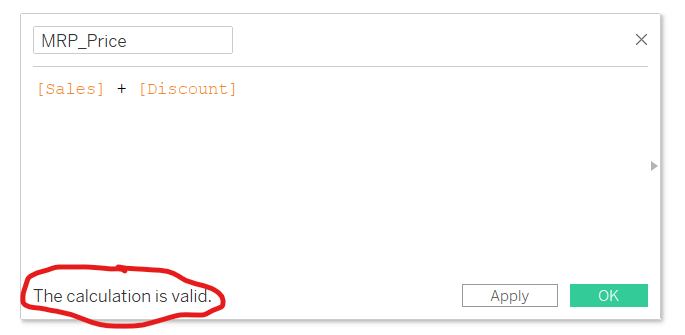 MRP_Price
[Sales] + [Discount]
The calculation is valid.
Apply
OK